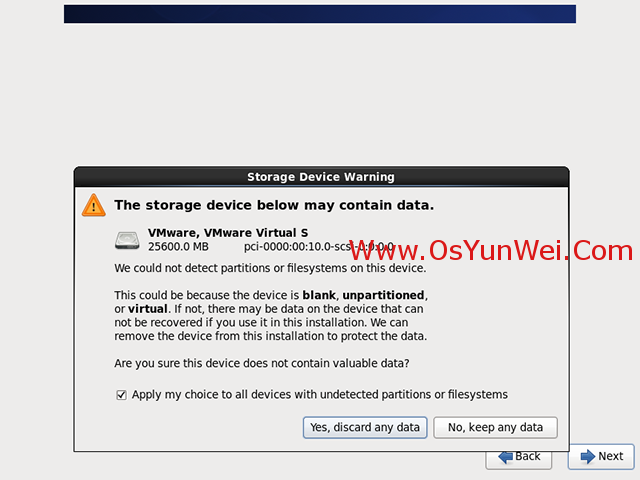 Storage Device Warning
The storage device below may contain data.
VMware, VMware Virtual S
25600.0 MB pci-0000:00:10.0-scsi-0:0:0:0
www.OsYunWei.Com
We could not detect partitions or filesystems on this device.
This could be because the device is blank, unpartitioned,
or virtual. If not, there may be data on the device that can
not be recovered if you use it in this installation. We can
remove the device from this installation to protect the data.
Are you sure this device does not contain valuable data?
Apply my choice to all devices with undetected partitions or filesystems
Yes, discard any data No, keep any data
Back Next